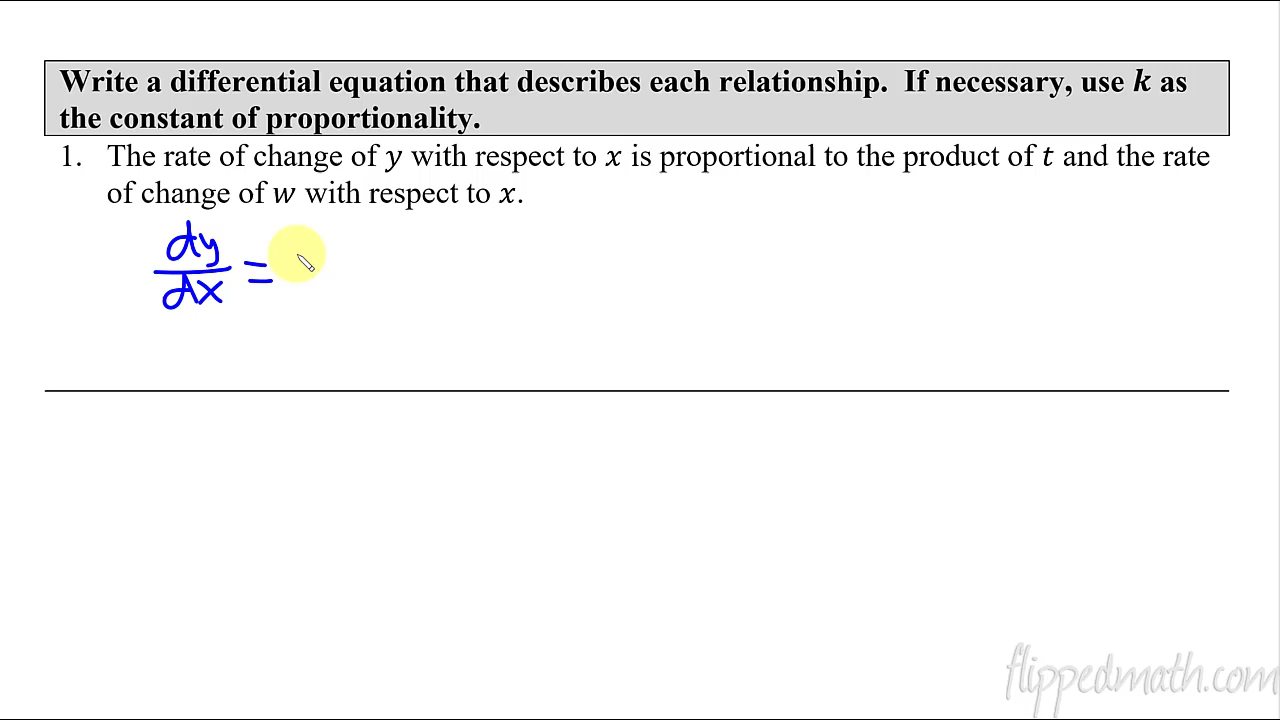 Write a differential equation that describes each relationship. If necessary, use k as
the constant of proportionality.
1. The rate of change of y with respect to x is proportional to the product of t and the rate
of change of w with respect to x.
dy
dx =
flippedmath.com